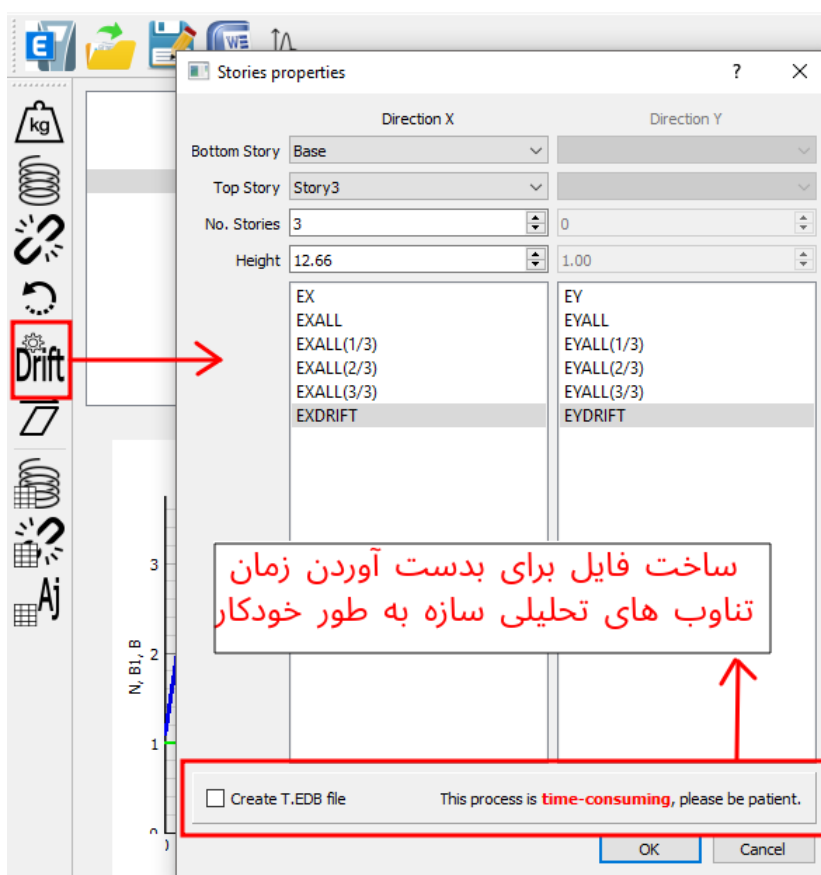 E
W
Stories properties
?
kg
Direction X
Direction Y
Bottom Story
Base
Top Story
Story3
No. Stories
3
0
Height
12.66
1.00
EX
EXALL
EXALL(1/3)
EXALL(2/3)
EXALL(3/3)
EXDRIFT
EY
EYALL
EYALL(1/3)
EYALL(2/3)
EYALL(3/3)
EYDRIFT
Drift
Aj
ساخت فایل برای بدست آوردن زمان
تناوب های تحلیلی سازه به طور خودکار
3
2
1
N, B1, B
Create T.EDB file
This process is time-consuming, please be patient.
OK
Cancel